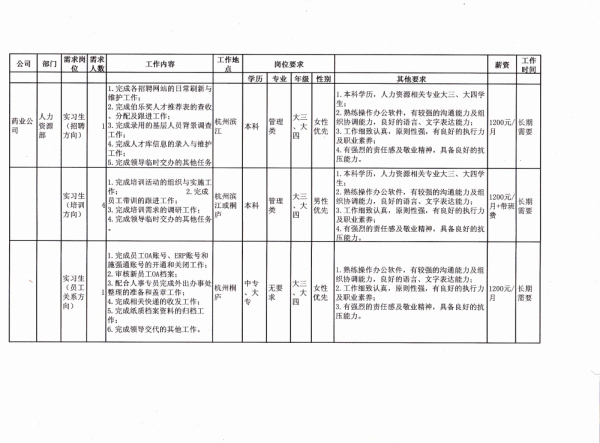 公司 部门 需求岗位 需求人数 工作内容 工作地点 岗位要求 薪资 工作时间
学历 专业 年级 性别 其他要求
药业公司
人力资源部
实习生（招聘方向）
1
1.完成各招聘网站的日常刷新与
维护工作；
2.完成伯乐奖人才推荐表的查收
、分配及跟进工作；
3.完成录用的基层人员背景调查
工作；
4.完成人才库信息的录入与维护
工作；
5.完成领导临时交办的其他任务
杭州滨江
本科
管理类
大三、大四
女性优先
1.本科学历，人力资源相关专业大三、大四学
生；
2.熟练操作办公软件，有较强的沟通能力及组
织协调能力，良好的语言、文字表达能力；
3.工作细致认真，原则性强，有良好的执行力
及职业素养；
4.有强烈的责任感及敬业精神，具备良好的抗
压能力。
1200元/月
长期需要
实习生（培训方向）
1.完成培训活动的组织与实施工
作； 2.完成
员工带训的跟进工作；
3.完成培训需求的调研工作；
4.完成领导临时交办的其他任务
。
杭州滨江或桐庐
本科
管理类
大三、大四
男性优先
1.本科学历，人力资源相关专业大三、大四学
生；
2.熟练操作办公软件，有较强的沟通能力及组
织协调能力，良好的语言、文字表达能力；
3.工作细致认真，原则性强，有良好的执行力
及职业素养；
4.有强烈的责任感及敬业精神，具备良好的抗
压能力。
1200元/月+带班费
长期需要
实习生（员工关系方向）
1
1.完成员工OA账号、ERP账号和
施强通账号的开通和关闭工作；
2.审核新员工OA档案；
3.配合人事专员完成外出办事处
整理的准备和盖章工作；
4.完成相关快递的收发工作；
5.完成纸质档案资料的归档工
作；
6.完成领导交代的其他工作。
杭州桐庐
中专、大专
无要求
大三、大四
女性优先
1.熟练操作办公软件，有较强的沟通能力及组
织协调能力，良好的语言、文字表达能力；
2.工作细致认真，原则性强，有良好的执行力
及职业素养；
3.有强烈的责任感及敬业精神，具备良好的抗
压能力。
1200元/月
长期需要